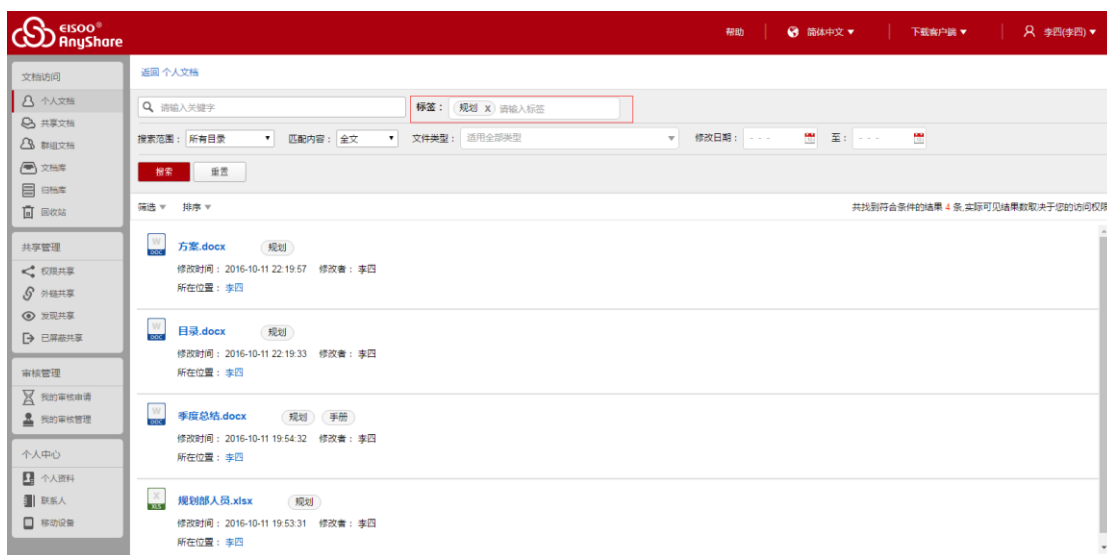 EISOO®
AnyShare
帮助 简体中文 ▼ 下载客户端 ▼ 李四(李四) ▼
文档访问
个人文档
共享文档
群组文档
文档库
归档库
回收站
共享管理
权限共享
外链共享
发现共享
已屏蔽共享
审核管理
我的审核申请
我的审核管理
个人中心
个人资料
联系人
移动设备
返回 个人文档
请输入关键字 标签： 规划 x 请输入标签
搜索范围： 所有目录 ▼ 匹配内容： 全文 ▼ 文件类型： 适用全部类型 ▼ 修改日期： - - - 至： - - -
搜索 重置
筛选 ▼ 排序 ▼ 共找到符合条件的结果 4 条,实际可见结果数取决于您的访问权限
W DOC 方案.docx 规划
修改时间： 2016-10-11 22:19:57 修改者： 李四
所在位置： 李四
W DOC 目录.docx 规划
修改时间： 2016-10-11 22:19:33 修改者： 李四
所在位置： 李四
W DOC 季度总结.docx 规划 手册
修改时间： 2016-10-11 19:54:32 修改者： 李四
所在位置： 李四
X XLS 规划部人员.xlsx 规划
修改时间： 2016-10-11 19:53:31 修改者： 李四
所在位置： 李四